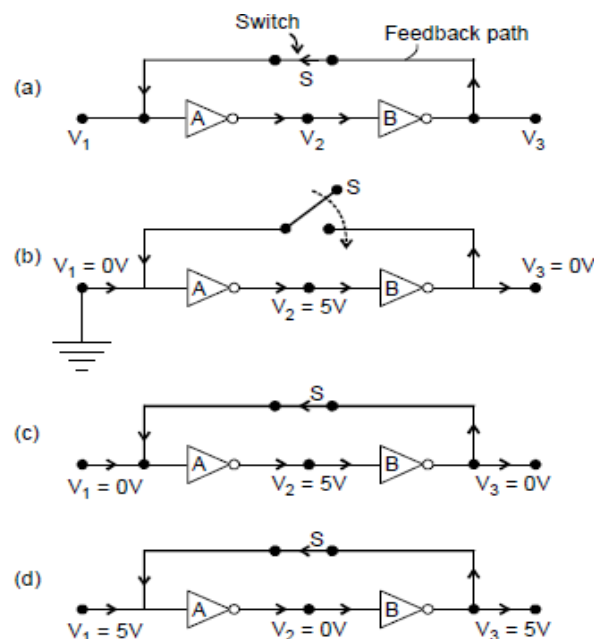 Switch
Feedback path
S
(a)
A
B
V1
V2
V3
S
(b)
V1 = 0V
V3 = 0V
A
B
V2 = 5V
S
(c)
A
B
V1 = 0V
V2 = 5V
V3 = 0V
S
(d)
A
B
V1 = 5V
V2 = 0V
V3 = 5V